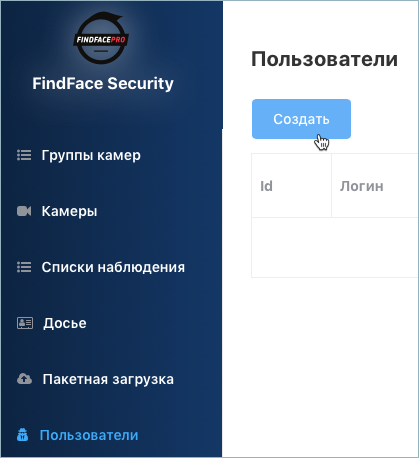 FINDFACEPRO
FindFace Security
Группы камер
Камеры
Списки наблюдения
Досье
Пакетная загрузка
Пользователи
Пользователи
Создать
Id Логин